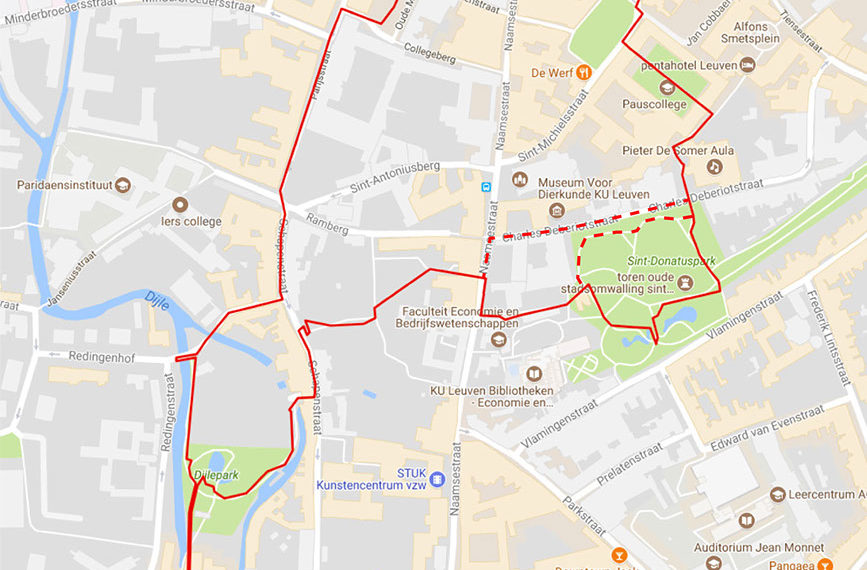 Minderbroedersstraat
Minderbroedersstraat
Oude M
Parijsstraat
Collegeberg
Naamsestraat
Jan Cobbaer
Alfons
Smetsplein
Tiensestraat
De Werf
pentahotel Leuven
Pauscollege
Naamsestraat
Sint-Michielsstraat
Pieter De Somer Aula
Paridaensinstituut
Sint-Antoniusberg
Museum Voor
Dierkunde KU Leuven
Charles Deberiotstraat
Iers college
Ramberg
Naamsestraat
Charles Deberiotstraat
Janseniusstraat
Schapenstraat
Sint-Donatuspark
toren oude
stadsomwalling sint...
Dijle
Faculteit Economie en
Bedrijfswetenschappen
Vlamingenstraat
Frederik Lintsstraat
Redingenhof
Redingenstraat
Schapenstraat
KU Leuven Bibliotheken
- Economie en...
Vlamingenstraat
Edward van Evenstraat
Prelatenstraat
Dijlepark
STUK
Kunstencentrum vzw
Naamsestraat
Parkstraat
Leercentrum A
Auditorium Jean Monnet
Pangaea